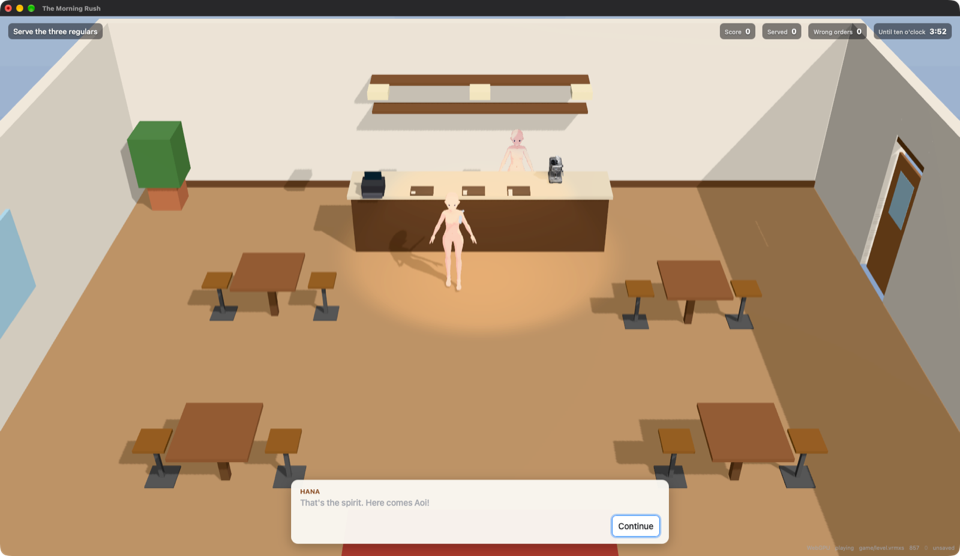 The Morning Rush
Serve the three regulars
Score 0
Served 0
Wrong orders 0
Until ten o'clock 3:52
HANA
That's the spirit. Here comes Aoi!
Continue